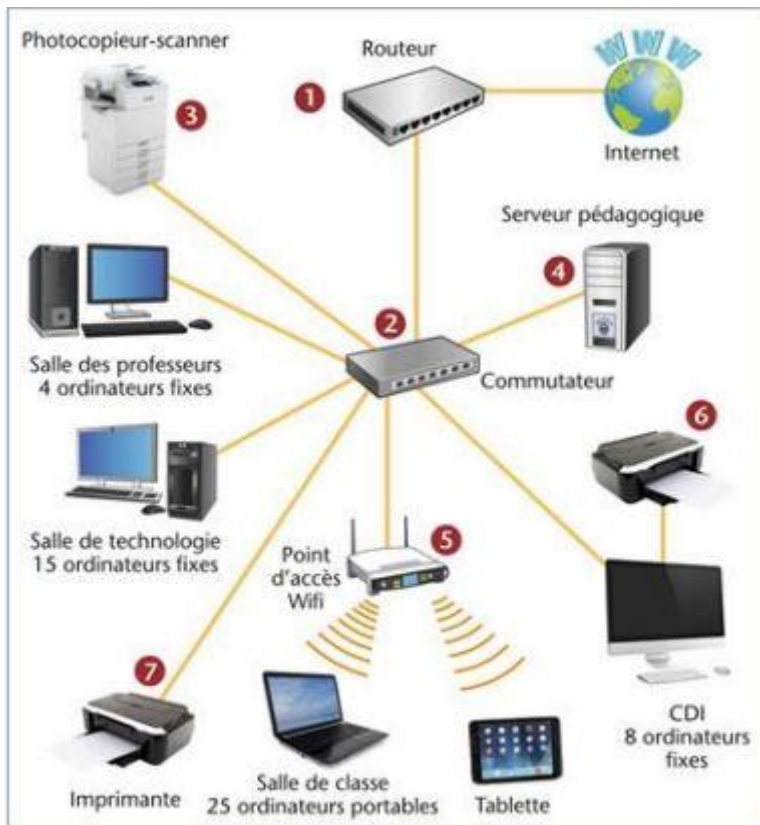 Photocopieur-scanner
3
Routeur
1
WWW
Internet
Serveur pédagogique
4
2
Commutateur
Salle des professeurs
4 ordinateurs fixes
6
Salle de technologie
15 ordinateurs fixes
Point
d'accès
Wifi
5
7
Imprimante
Salle de classe
25 ordinateurs portables
Tablette
CDI
8 ordinateurs
fixes